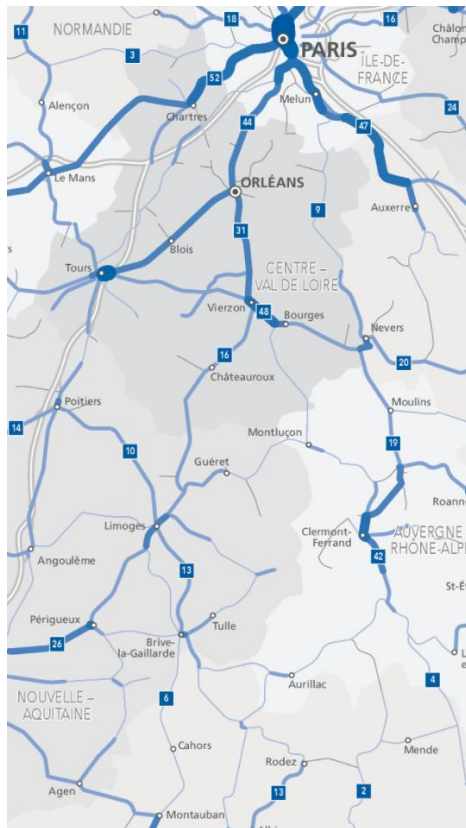 18
16
11
NORMANDIE
PARIS
Châlon
Champ
3
ÎLE-DE-
FRANCE
52
Melun
Alençon
Chartres
24
44
47
Le Mans
ORLÉANS
9
Auxerre
31
Blois
CENTRE –
VAL DE LOIRE
Tours
Vierzon
48
Bourges
Nevers
16
20
Châteauroux
Poitiers
Moulins
14
Montluçon
10
19
Guéret
Roanne
Limoges
Clermont-
Ferrand
AUVERGNE
RHÔNE-ALP
42
Angoulême
13
St-É
Périgueux
Tulle
26
Brive-
la-Gaillarde
L
e
Aurillac
4
NOUVELLE –
AQUITAINE
6
Cahors
Mende
Rodez
Agen
13
2
Montauban